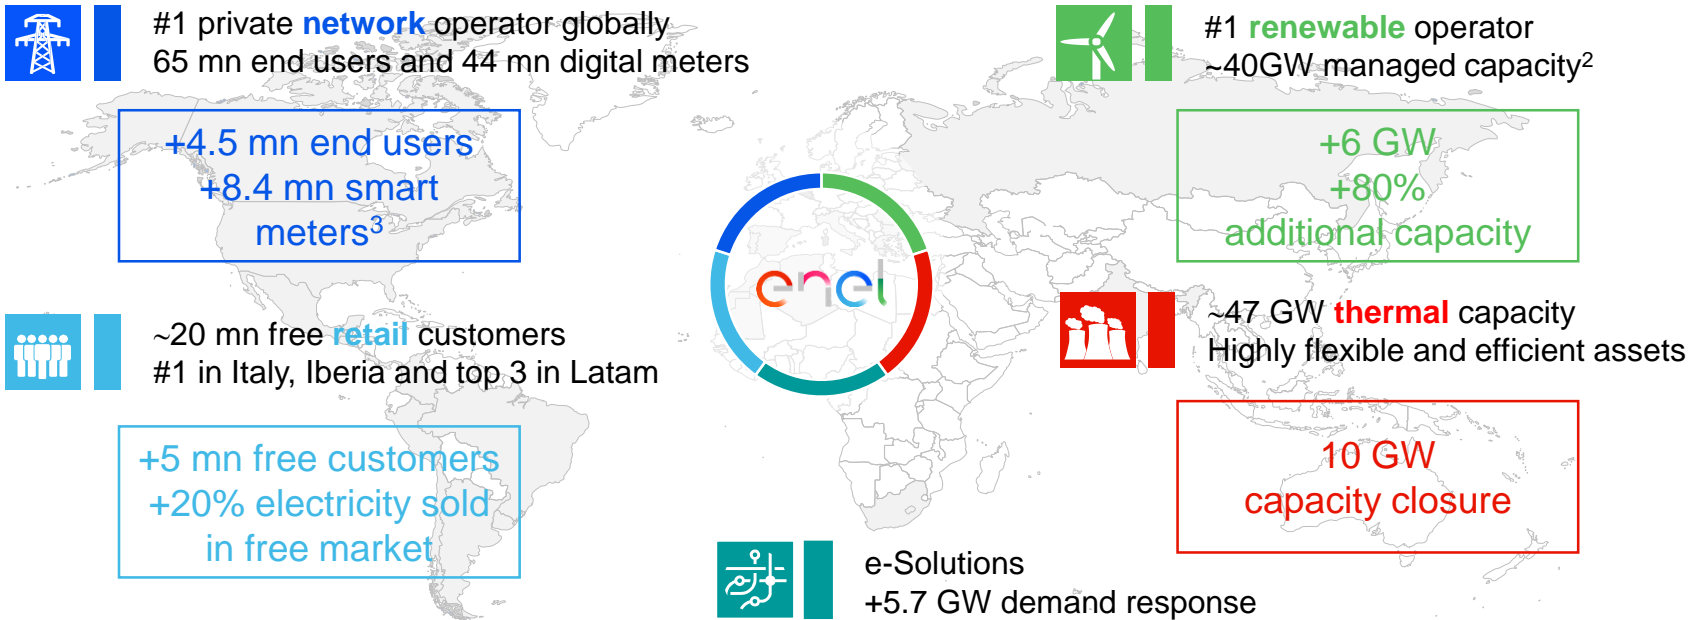 #1 private network operator globally
65 mn end users and 44 mn digital meters
+4.5 mn end users
+8.4 mn smart
meters³
~20 mn free retail customers
#1 in Italy, Iberia and top 3 in Latam
+5 mn free customers
+20% electricity sold
in free market
enel
#1 renewable operator
~40GW managed capacity²
+6 GW
+80%
additional capacity
~47 GW thermal capacity
Highly flexible and efficient assets
10 GW
capacity closure
e-Solutions
+5.7 GW demand response